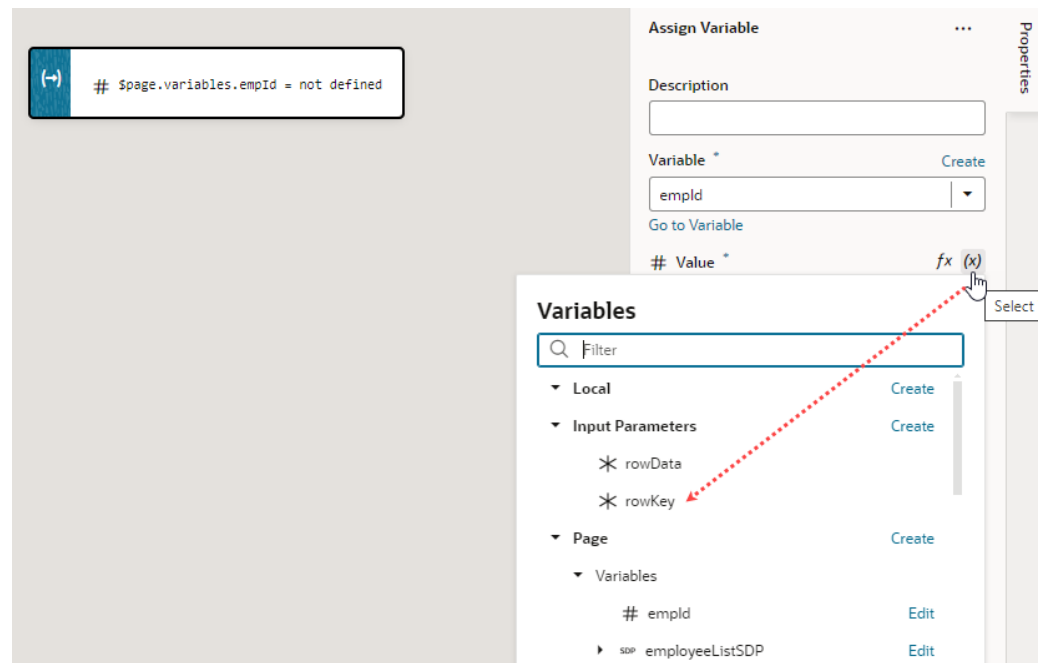 Assign Variable ...
Properties
# $page.variables.empId = not defined
Description
Variable * Create
empId
Go to Variable
# Value * fx (x)
Select
Variables
Filter
Local Create
Input Parameters Create
rowData
rowKey
Page Create
Variables
# empId Edit
SDP employeeListSDP Edit